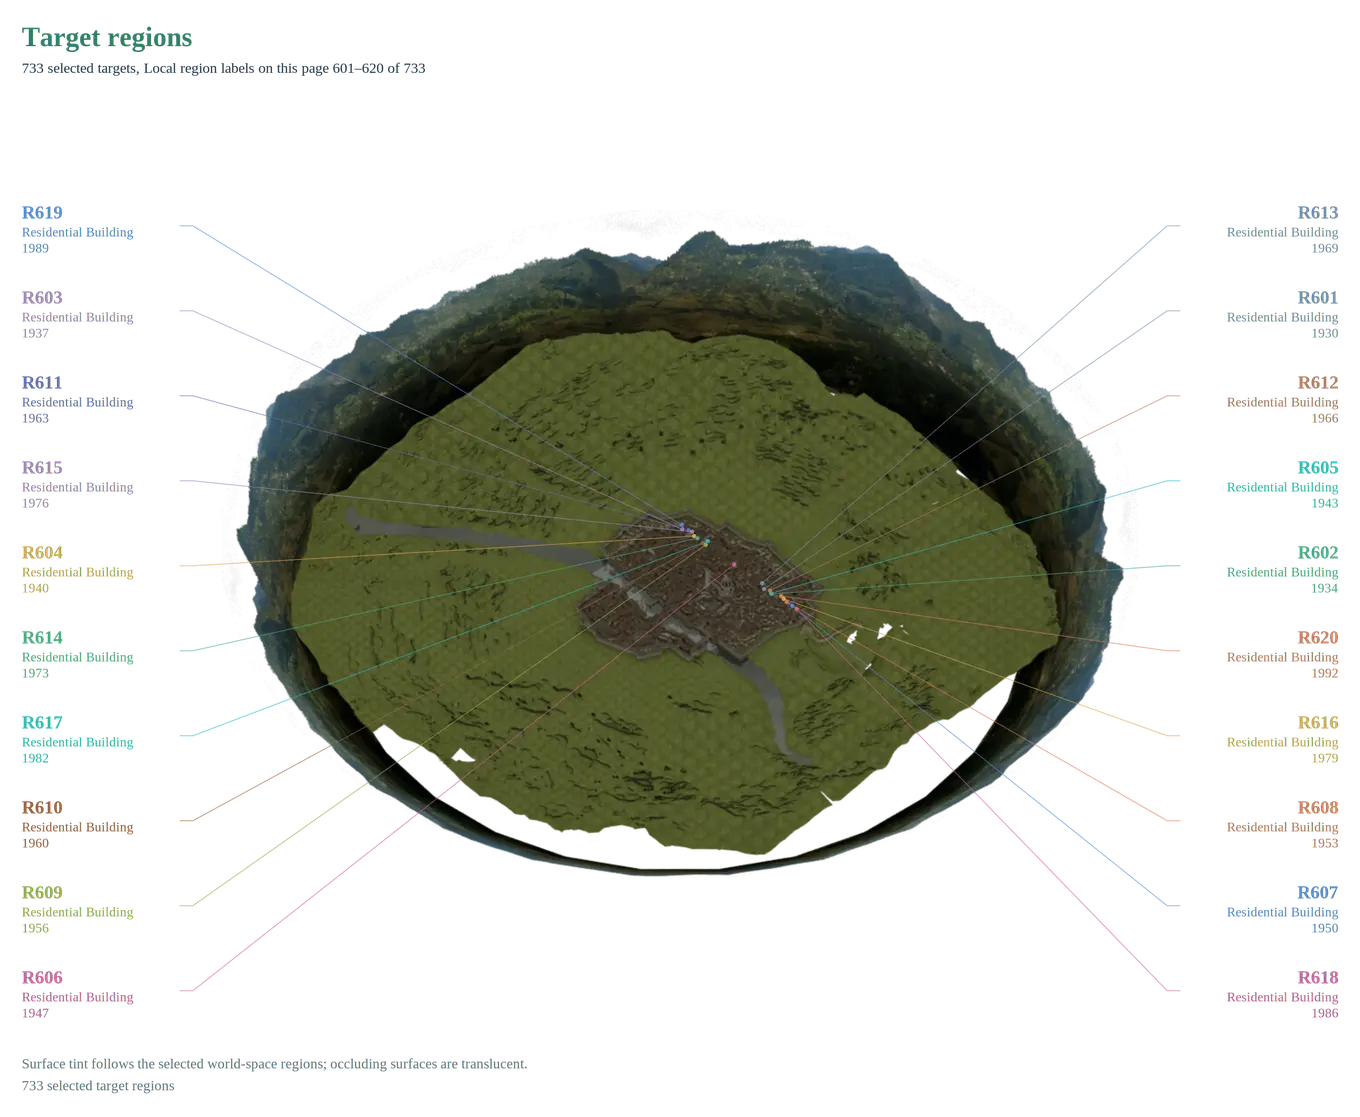 Target regions
733 selected targets, Local region labels on this page 601–620 of 733
R619
Residential Building
1989
R603
Residential Building
1937
R611
Residential Building
1963
R615
Residential Building
1976
R604
Residential Building
1940
R614
Residential Building
1973
R617
Residential Building
1982
R610
Residential Building
1960
R609
Residential Building
1956
R606
Residential Building
1947
R613
Residential Building
1969
R601
Residential Building
1930
R612
Residential Building
1966
R605
Residential Building
1943
R602
Residential Building
1934
R620
Residential Building
1992
R616
Residential Building
1979
R608
Residential Building
1953
R607
Residential Building
1950
R618
Residential Building
1986
Surface tint follows the selected world-space regions; occluding surfaces are translucent.
733 selected target regions